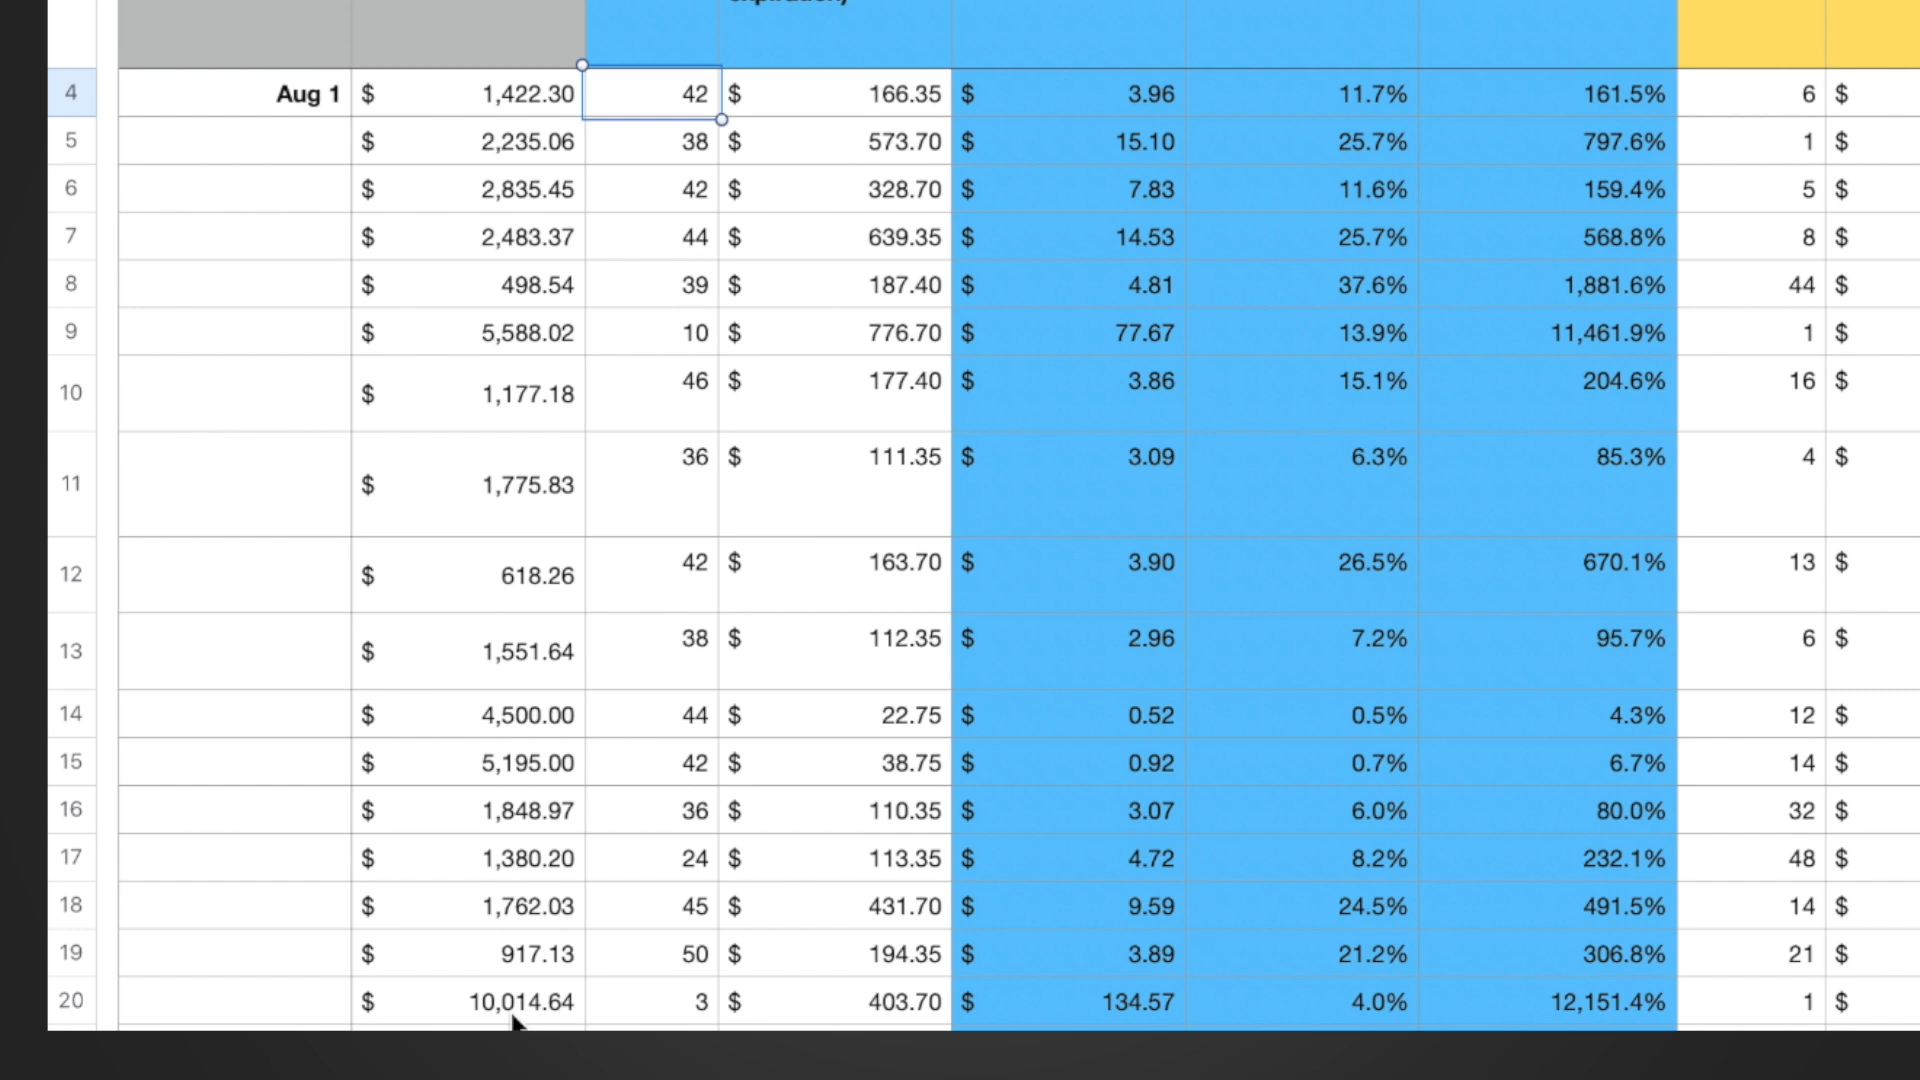 4 Aug 1 $ 1,422.30 42 $ 166.35 $ 3.96 11.7% 161.5% 6 $
5 $ 2,235.06 38 $ 573.70 $ 15.10 25.7% 797.6% 1 $
6 $ 2,835.45 42 $ 328.70 $ 7.83 11.6% 159.4% 5 $
7 $ 2,483.37 44 $ 639.35 $ 14.53 25.7% 568.8% 8 $
8 $ 498.54 39 $ 187.40 $ 4.81 37.6% 1,881.6% 44 $
9 $ 5,588.02 10 $ 776.70 $ 77.67 13.9% 11,461.9% 1 $
10 $ 1,177.18 46 $ 177.40 $ 3.86 15.1% 204.6% 16 $
11 $ 1,775.83 36 $ 111.35 $ 3.09 6.3% 85.3% 4 $
12 $ 618.26 42 $ 163.70 $ 3.90 26.5% 670.1% 13 $
13 $ 1,551.64 38 $ 112.35 $ 2.96 7.2% 95.7% 6 $
14 $ 4,500.00 44 $ 22.75 $ 0.52 0.5% 4.3% 12 $
15 $ 5,195.00 42 $ 38.75 $ 0.92 0.7% 6.7% 14 $
16 $ 1,848.97 36 $ 110.35 $ 3.07 6.0% 80.0% 32 $
17 $ 1,380.20 24 $ 113.35 $ 4.72 8.2% 232.1% 48 $
18 $ 1,762.03 45 $ 431.70 $ 9.59 24.5% 491.5% 14 $
19 $ 917.13 50 $ 194.35 $ 3.89 21.2% 306.8% 21 $
20 $ 10,014.64 3 $ 403.70 $ 134.57 4.0% 12,151.4% 1 $